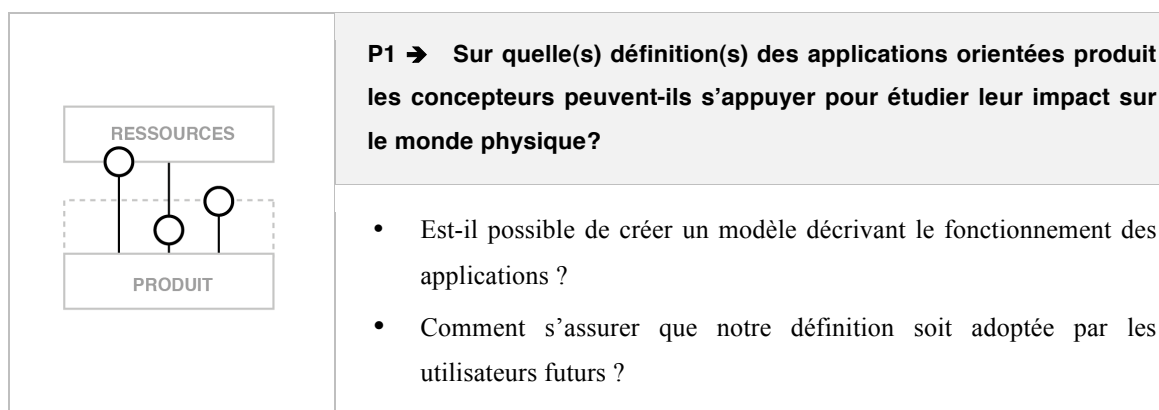 RESSOURCES
PRODUIT
P1 ➔ Sur quelle(s) définition(s) des applications orientées produit
les concepteurs peuvent-ils s’appuyer pour étudier leur impact sur
le monde physique?
• Est-il possible de créer un modèle décrivant le fonctionnement des
applications ?
• Comment s’assurer que notre définition soit adoptée par les
utilisateurs futurs ?